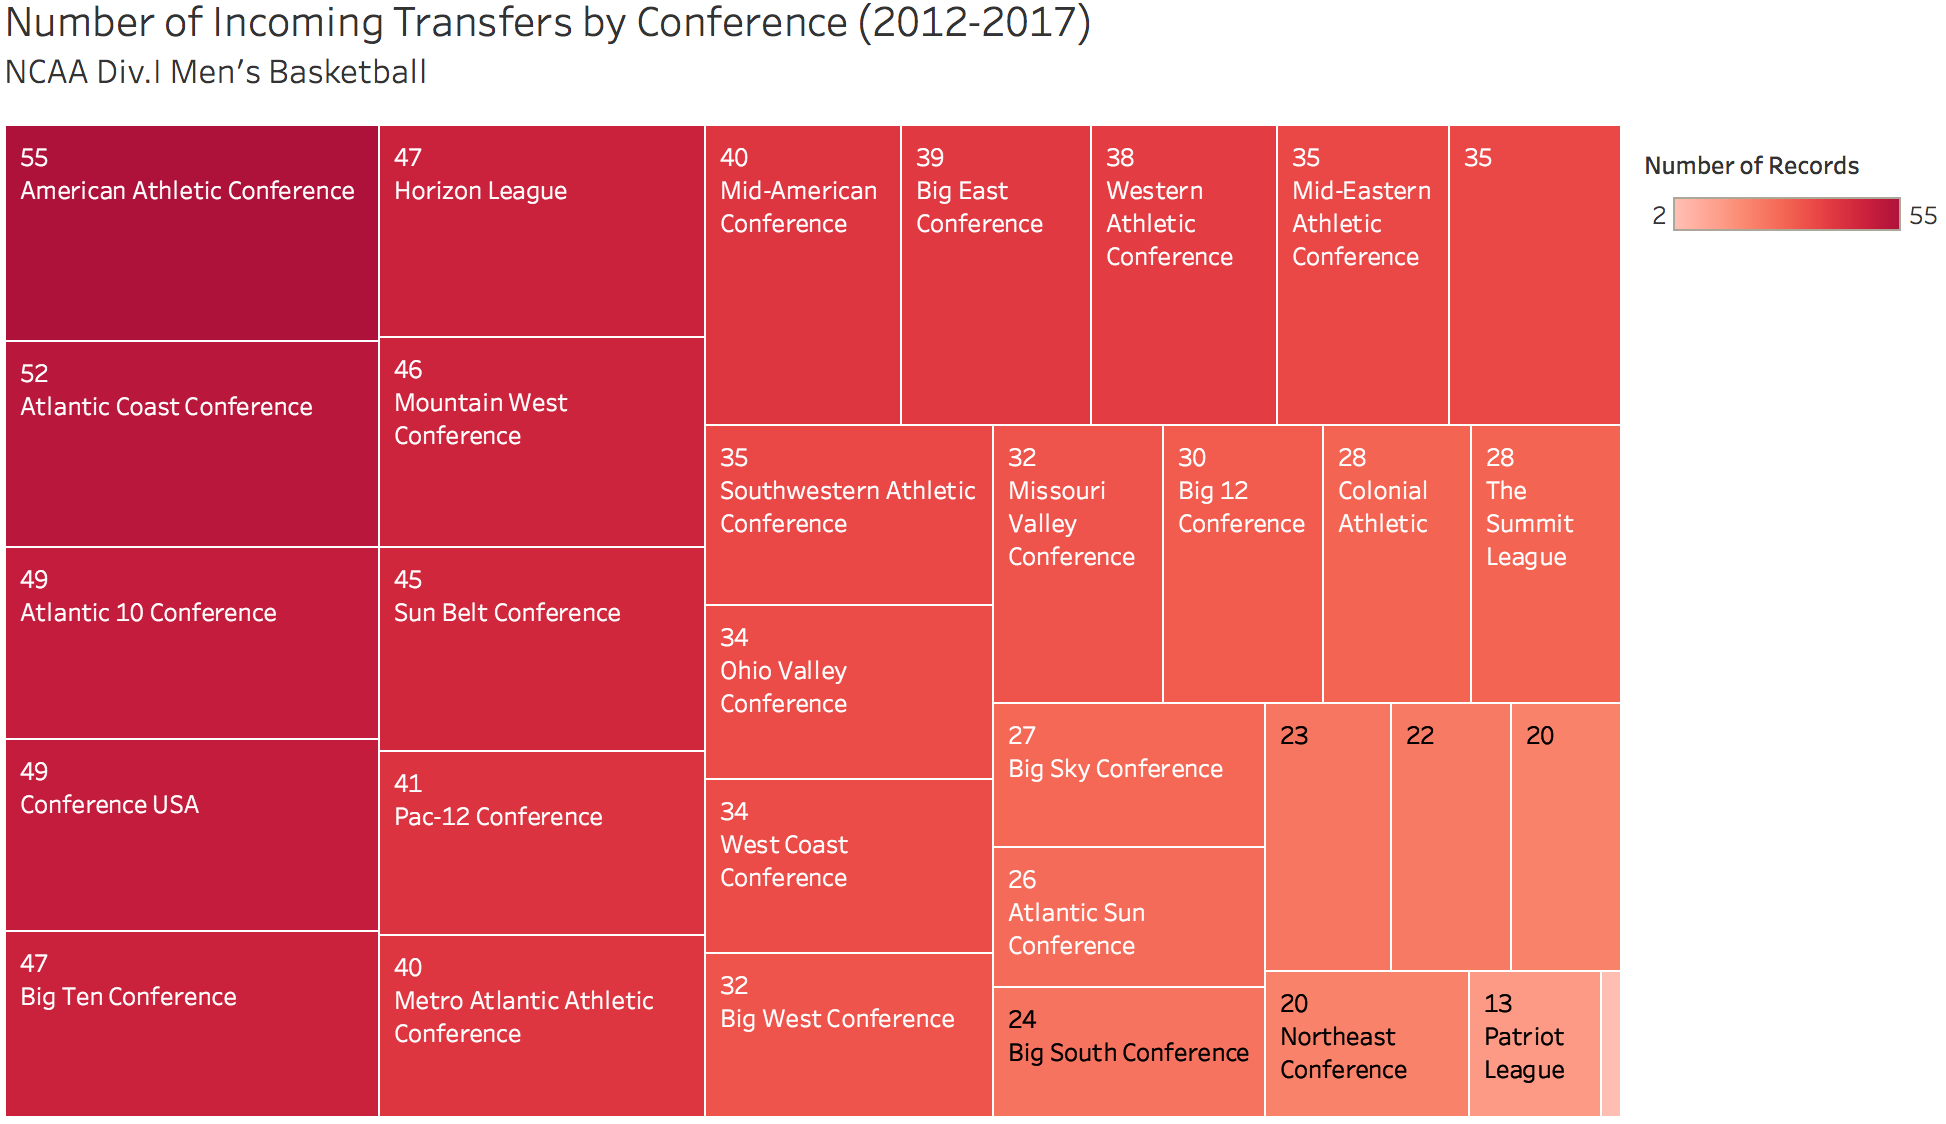 Number of Incoming Transfers by Conference (2012-2017)
NCAA Div.I Men's Basketball
55
American Athletic Conference
52
Atlantic Coast Conference
49
Atlantic 10 Conference
49
Conference USA
47
Big Ten Conference
47
Horizon League
46
Mountain West
Conference
45
Sun Belt Conference
41
Pac-12 Conference
40
Metro Atlantic Athletic
Conference
40
Mid-American
Conference
39
Big East
Conference
38
Western
Athletic
Conference
35
Mid-Eastern
Athletic
Conference
35
35
Southwestern Athletic
Conference
34
Ohio Valley
Conference
34
West Coast
Conference
32
Big West Conference
32
Missouri
Valley
Conference
30
Big 12
Conference
28
Colonial
Athletic
28
The
Summit
League
27
Big Sky Conference
26
Atlantic Sun
Conference
24
Big South Conference
23
22
20
20
Northeast
Conference
13
Patriot
League
Number of Records
2
55